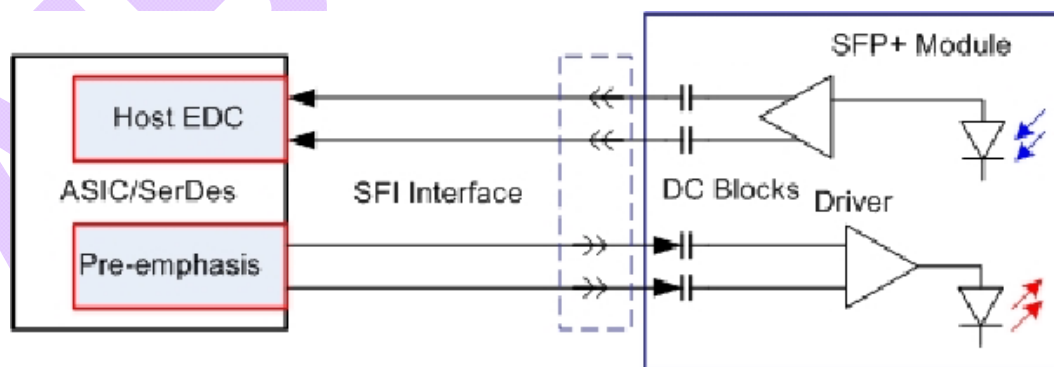 SFP+ Module
Host EDC
ASIC/SerDes
SFI Interface
DC Blocks
Driver
Pre-emphasis